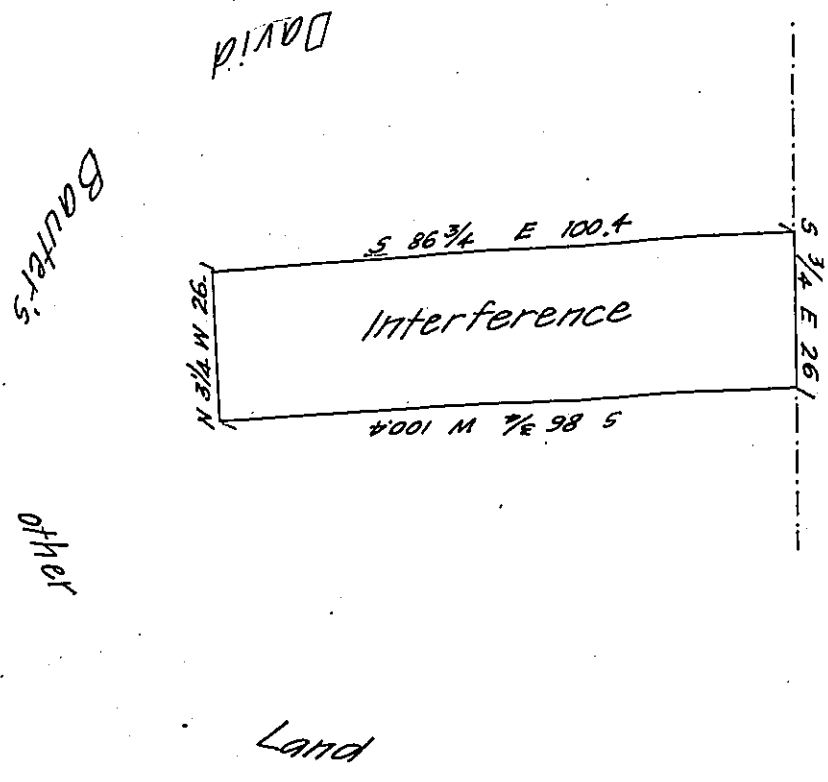 David
Bauter's
other
Land
S 86 3/4 E 100.4
S 3/4 E 26
S 86 3/4 W 100.4
N 3 1/4 W 26.
Interference